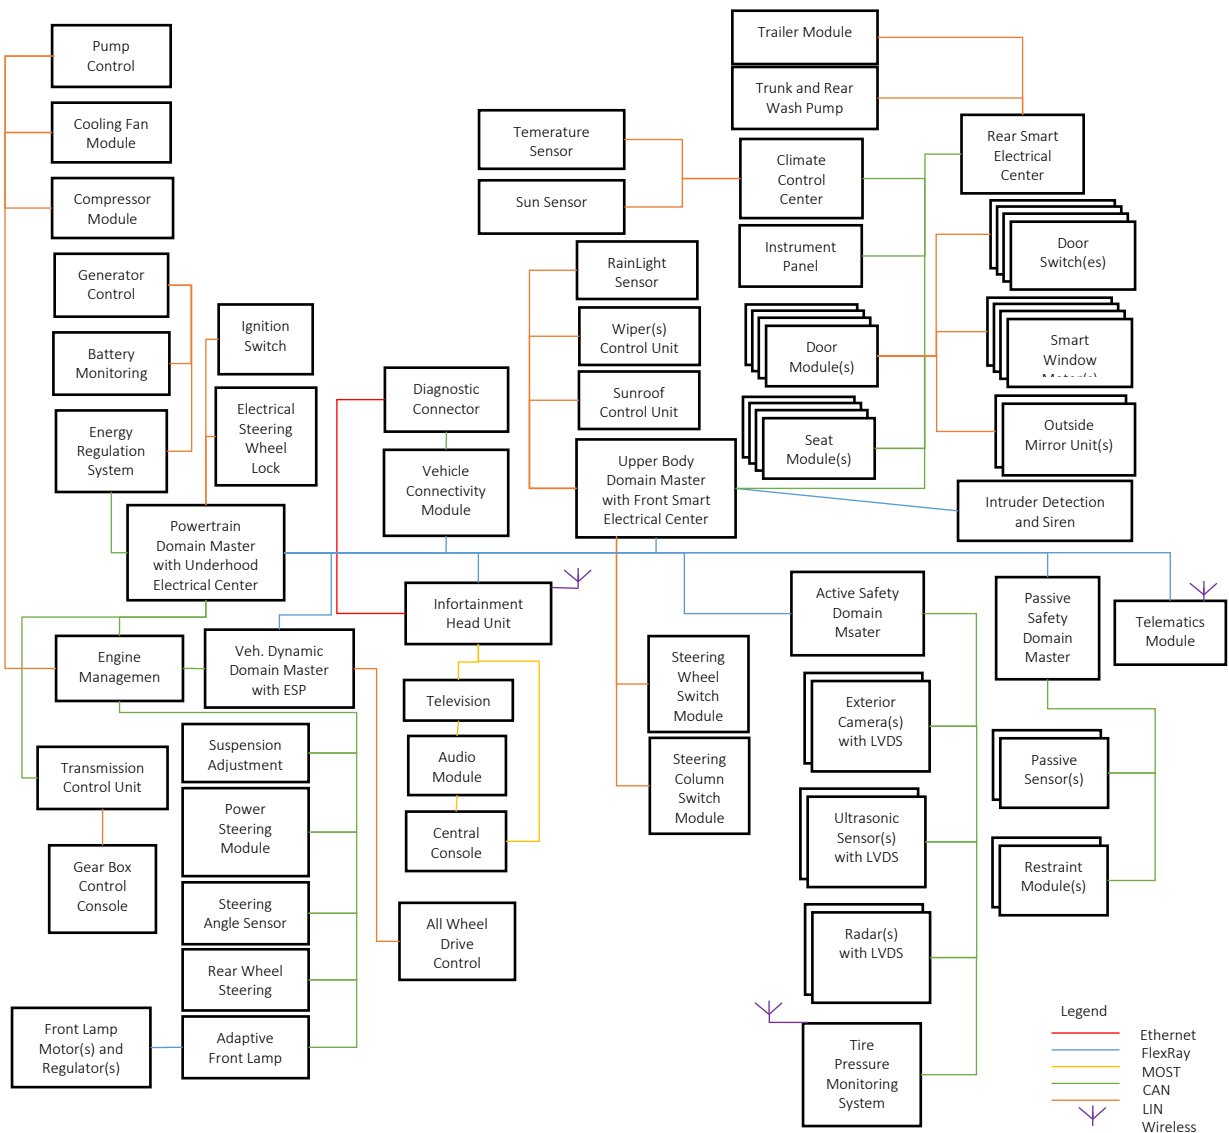 Pump
Control
Cooling Fan
Module
Compressor
Module
Generator
Control
Battery
Monitoring
Energy
Regulation
System
Ignition
Switch
Electrical
Steering
Wheel
Lock
Powertrain
Domain Master
with Underhood
Electrical Center
Engine
Managemen
Veh. Dynamic
Domain Master
with ESP
Transmission
Control Unit
Gear Box
Control
Console
Suspension
Adjustment
Power
Steering
Module
Steering
Angle Sensor
Rear Wheel
Steering
Adaptive
Front Lamp
Front Lamp
Motor(s) and
Regulator(s)
Diagnostic
Connector
Vehicle
Connectivity
Module
Infortainment
Head Unit
Television
Audio
Module
Central
Console
All Wheel
Drive
Control
Temerature
Sensor
Sun Sensor
RainLight
Sensor
Wiper(s)
Control Unit
Sunroof
Control Unit
Upper Body
Domain Master
with Front Smart
Electrical Center
Steering
Wheel
Switch
Module
Steering
Column
Switch
Module
Trailer Module
Trunk and Rear
Wash Pump
Climate
Control
Center
Instrument
Panel
Door
Module(s)
Seat
Module(s)
Rear Smart
Electrical
Center
Door
Switch(es)
Smart
Window
Motor(s)
Outside
Mirror Unit(s)
Intruder Detection
and Siren
Active Safety
Domain
Msater
Exterior
Camera(s)
with LVDS
Ultrasonic
Sensor(s)
with LVDS
Radar(s)
with LVDS
Tire
Pressure
Monitoring
System
Passive
Safety
Domain
Master
Passive
Sensor(s)
Restraint
Module(s)
Telematics
Module
Legend
Ethernet
FlexRay
MOST
CAN
LIN
Wireless